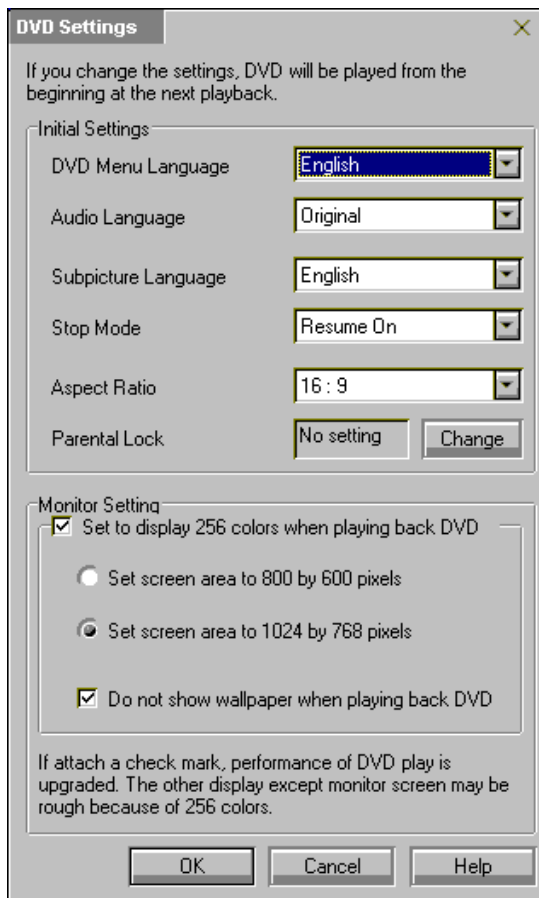 DVD Settings
If you change the settings, DVD will be played from the
beginning at the next playback.
Initial Settings
DVD Menu Language
English
Audio Language
Original
Subpicture Language
English
Stop Mode
Resume On
Aspect Ratio
16 : 9
Parental Lock
No setting
Change
Monitor Setting
Set to display 256 colors when playing back DVD
Set screen area to 800 by 600 pixels
Set screen area to 1024 by 768 pixels
Do not show wallpaper when playing back DVD
If attach a check mark, performance of DVD play is
upgraded. The other display except monitor screen may be
rough because of 256 colors.
OK
Cancel
Help